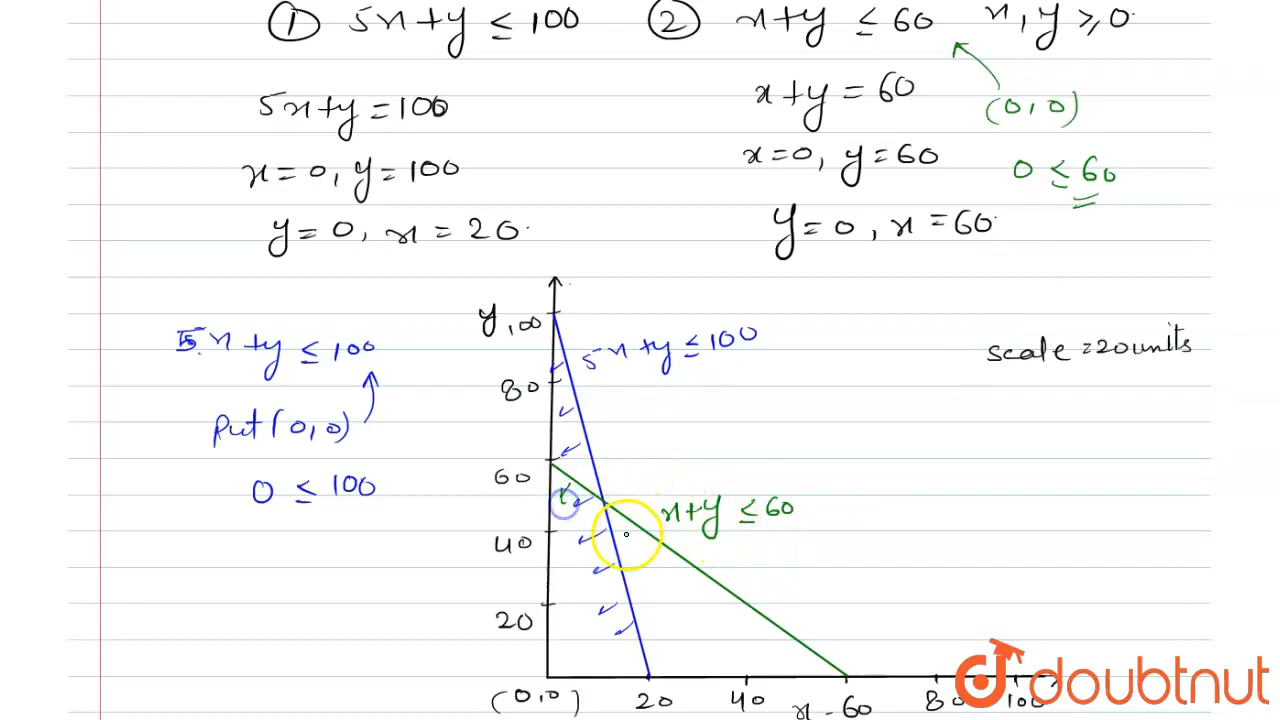 ① 5x+y ≤ 100 ② x+y ≤ 60 x, y ≥ 0.
5x+y = 100
x+y = 60
(0, 0)
x = 0, y = 100
x = 0, y = 60
0 ≤ 60
y = 0, x = 20.
y = 0, x = 60.
5x + y ≤ 100
Put (0, 0)
0 ≤ 100
y
100
80
60
40
20
5x + y ≤ 100
scale = 20 units
x+y ≤ 60
(0,0) 20 40 x - 60 80 100
doubtnut